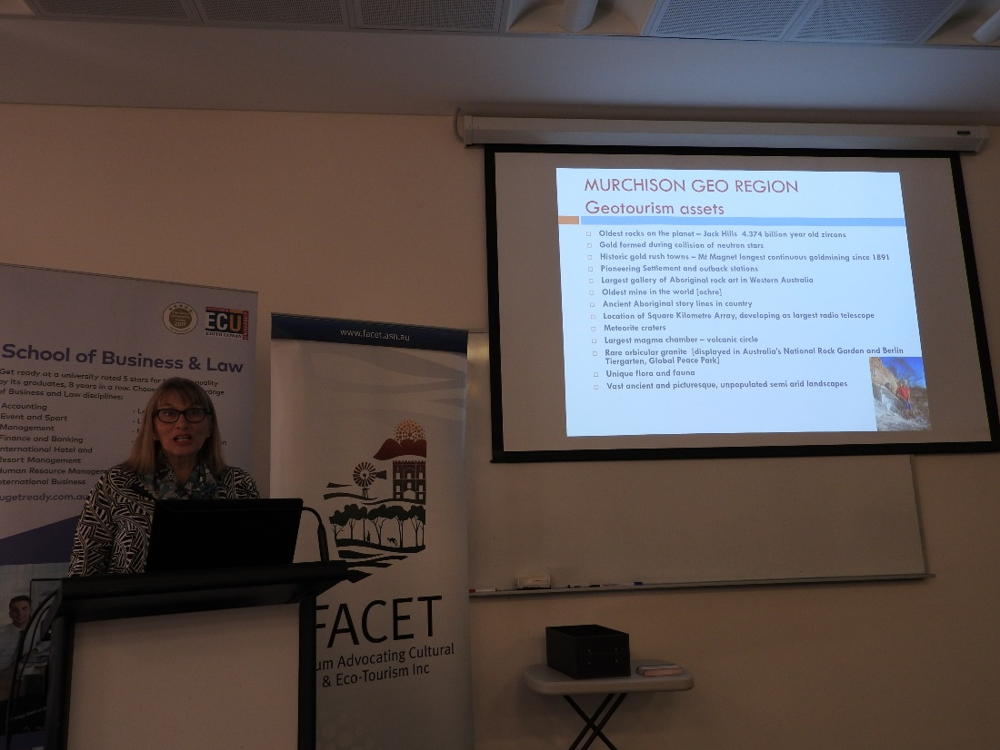 MURCHISON GEO REGION
Geotourism assets
Oldest rocks on the planet – Jack Hills 4.374 billion year old zircons
Gold formed during collision of neutron stars
Historic gold rush towns – Mt Magnet longest continuous goldmining since 1891
Pioneering Settlement and outback stations
Largest gallery of Aboriginal rock art in Western Australia
Oldest mine in the world [ochre]
Ancient Aboriginal story lines in country
Location of Square Kilometre Array, developing as largest radio telescope
Meteorite craters
Largest magma chamber – volcanic circle
Rare orbicular granite [displayed in Australia's National Rock Garden and Berlin
Tiergarten, Global Peace Park]
Unique flora and fauna
Vast ancient and picturesque, unpopulated semi arid landscapes
ECU
EDITH COWAN
School of Business & Law
Get ready at a university rated 5 stars for quality
by its graduates, 8 years in a row. range
of Business and Law disciplines:
Accounting
Event and Sport
Management
Finance and Banking
International Hotel and
Resort Management
Human Resource
International Business
ugetready.com.au
www.facet.asn.au
FACET
um Advocating Cultural
& Eco-Tourism Inc